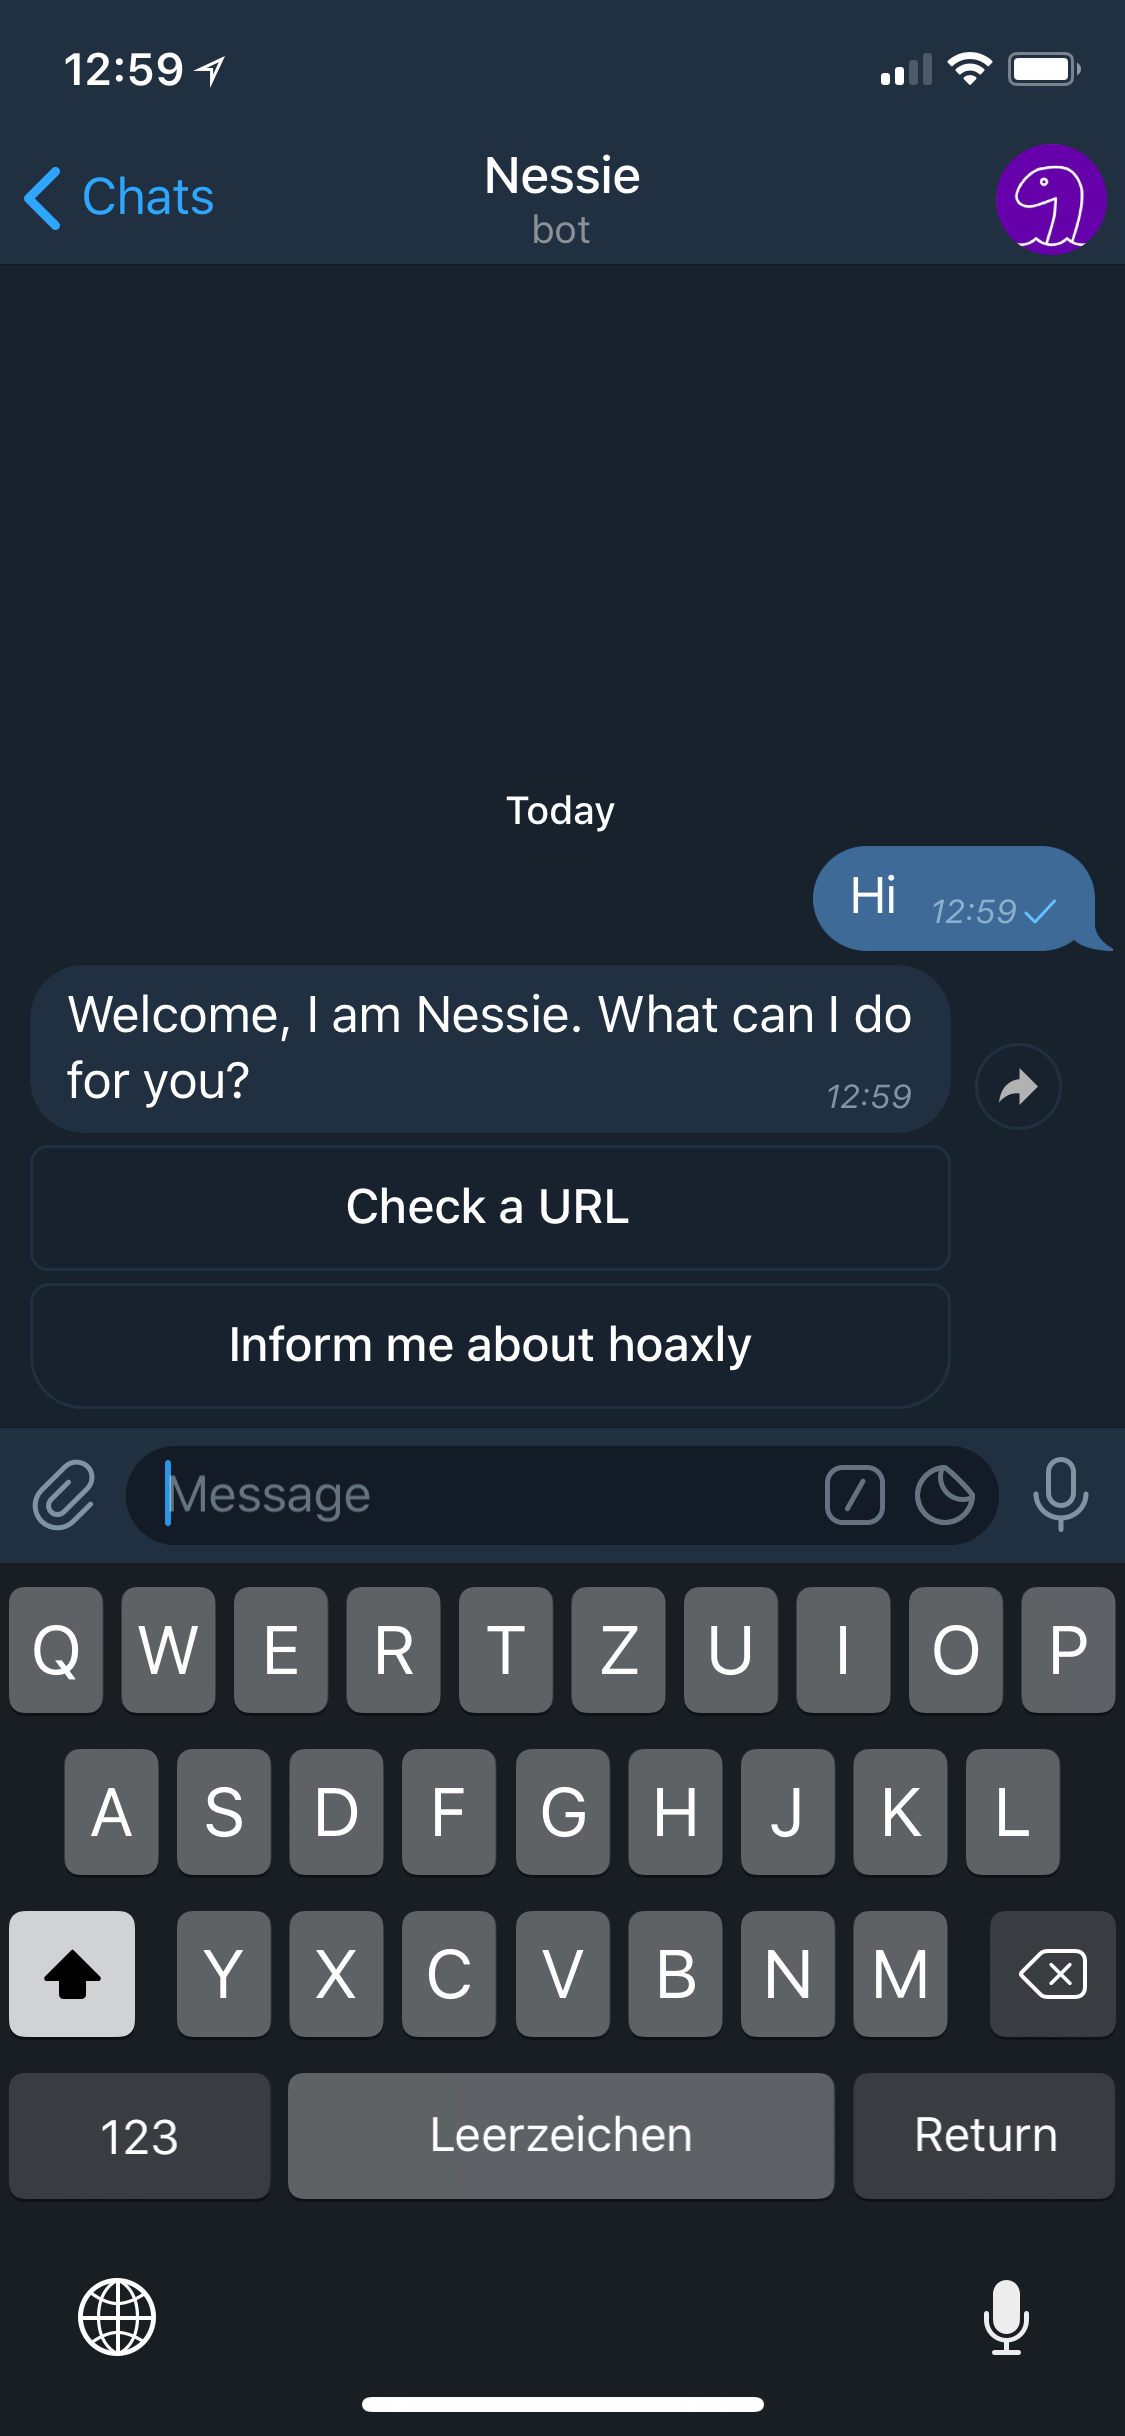 12:59
Chats
Nessie
bot
Today
Hi 12:59
Welcome, I am Nessie. What can I do
for you? 12:59
Check a URL
Inform me about hoaxly
Message
Q W E R T Z U I O P
A S D F G H J K L
Y X C V B N M
123 Leerzeichen Return